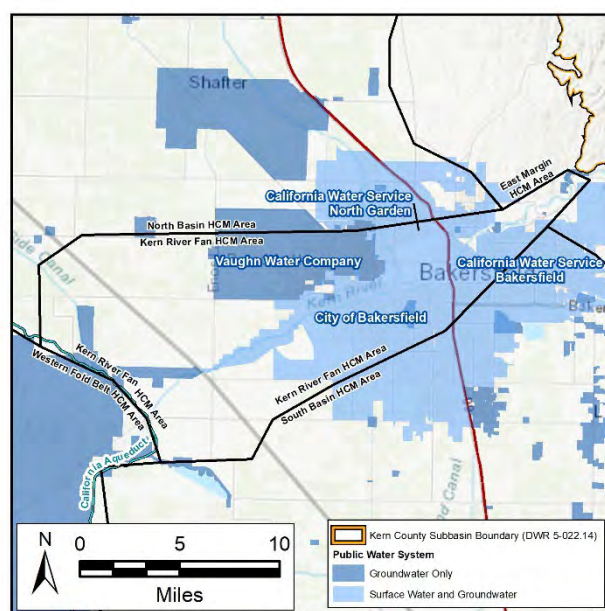 Shafter
East Margin
HCM Area
California Water Service
North Garden
North Basin HCM Area
Kern River Fan HCM Area
Vaughn Water Company
California Water Service
Bakersfield
Kern River
City of Bakersfield
Kern River Fan HCM Area
South Basin HCM Area
Kern River Fan HCM Area
Western Fold Belt HCM Area
California Aqueduct
N
0 5 10
Miles
Kern County Subbasin Boundary (DWR 5-022.14)
Public Water System
Groundwater Only
Surface Water and Groundwater